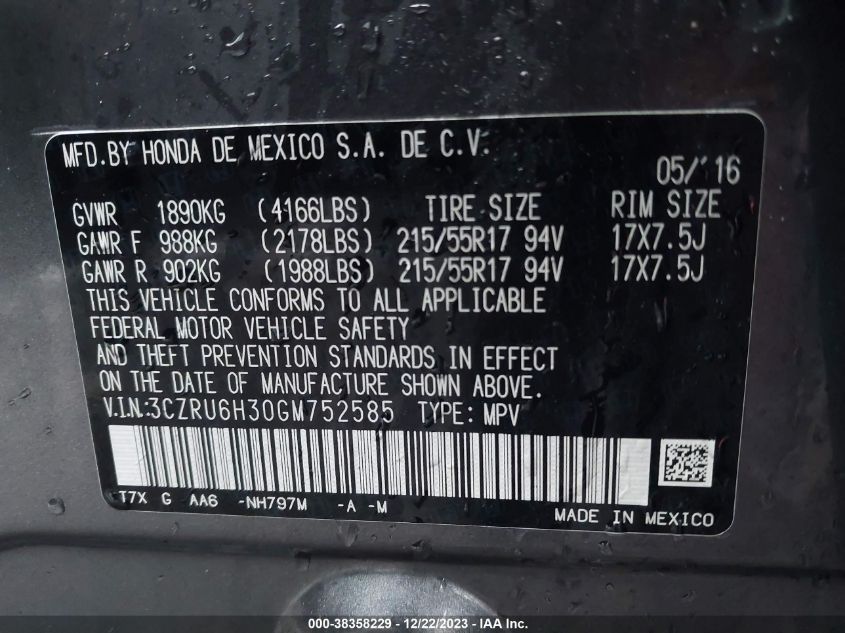 MFD.BY HONDA DE MEXICO S.A. DE C.V.
05/'16
GVWR 1890KG (4166LBS) TIRE SIZE RIM SIZE
GAWR F 988KG (2178LBS) 215/55R17 94V 17X7.5J
GAWR R 902KG (1988LBS) 215/55R17 94V 17X7.5J
THIS VEHICLE CONFORMS TO ALL APPLICABLE
FEDERAL MOTOR VEHICLE SAFETY
AND THEFT PREVENTION STANDARDS IN EFFECT
ON THE DATE OF MANUFACTURE SHOWN ABOVE.
V.I.N:3CZRU6H30GM752585 TYPE: MPV
T7X G AA6 -NH797M -A -M
MADE IN MEXICO
000-38358229 - 12/22/2023 - IAA Inc.